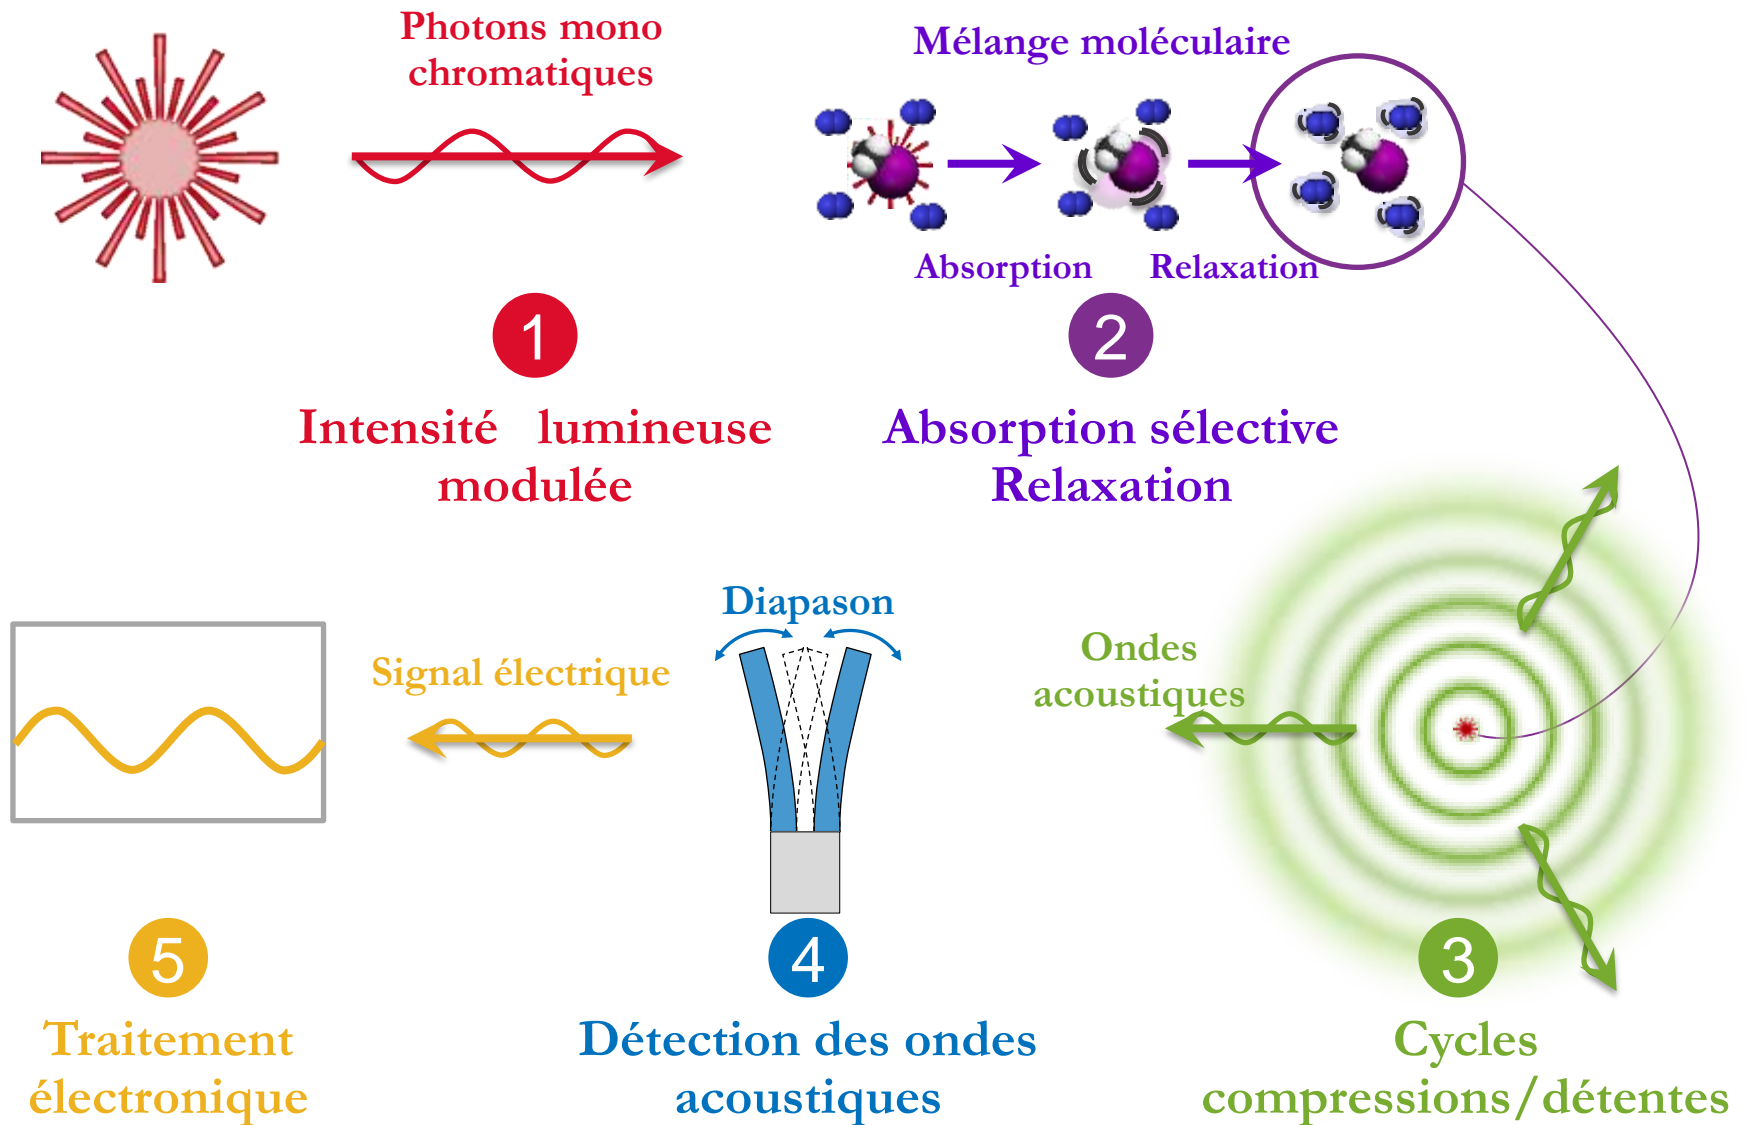 Photons mono
chromatiques
Mélange moléculaire
Absorption
Relaxation
1
2
Intensité lumineuse
modulée
Absorption sélective
Relaxation
Ondes
acoustiques
Diapason
Signal électrique
3
Cycles
compressions/détentes
4
Détection des ondes
acoustiques
5
Traitement
électronique